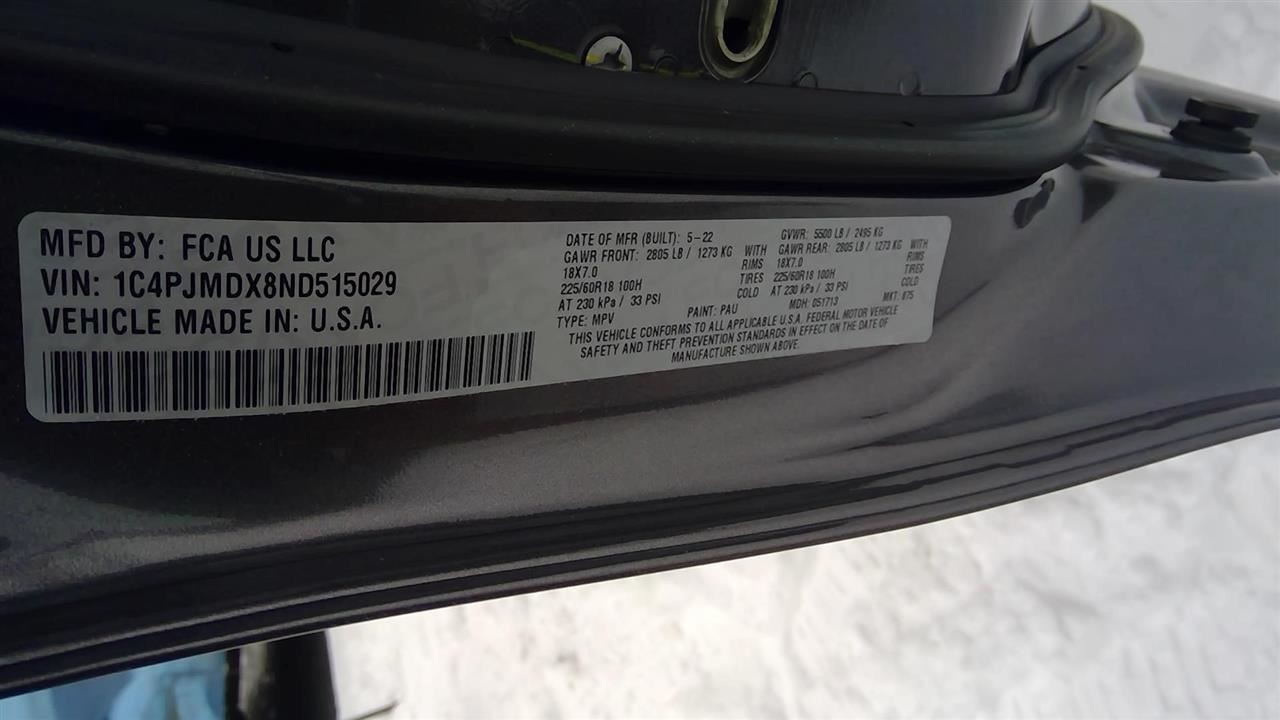 MFD BY: FCA US LLC
VIN: 1C4PJMDX8ND515029
VEHICLE MADE IN: U.S.A.
DATE OF MFR (BUILT): 5-22 GVWR: 5500 LB / 2495 KG
GAWR FRONT: 2805 LB / 1273 KG WITH GAWR REAR: 2805 LB / 1273 KG WITH
18X7.0 RIMS 18X7.0 RIMS
225/60R18 100H TIRES 225/60R18 100H TIRES
AT 230 kPa / 33 PSI COLD AT 230 kPa / 33 PSI COLD
TYPE: MPV PAINT: PAU MDH: 051713 MKT: 875
THIS VEHICLE CONFORMS TO ALL APPLICABLE U.S.A. FEDERAL MOTOR VEHICLE
SAFETY AND THEFT PREVENTION STANDARDS IN EFFECT ON THE DATE OF
MANUFACTURE SHOWN ABOVE.